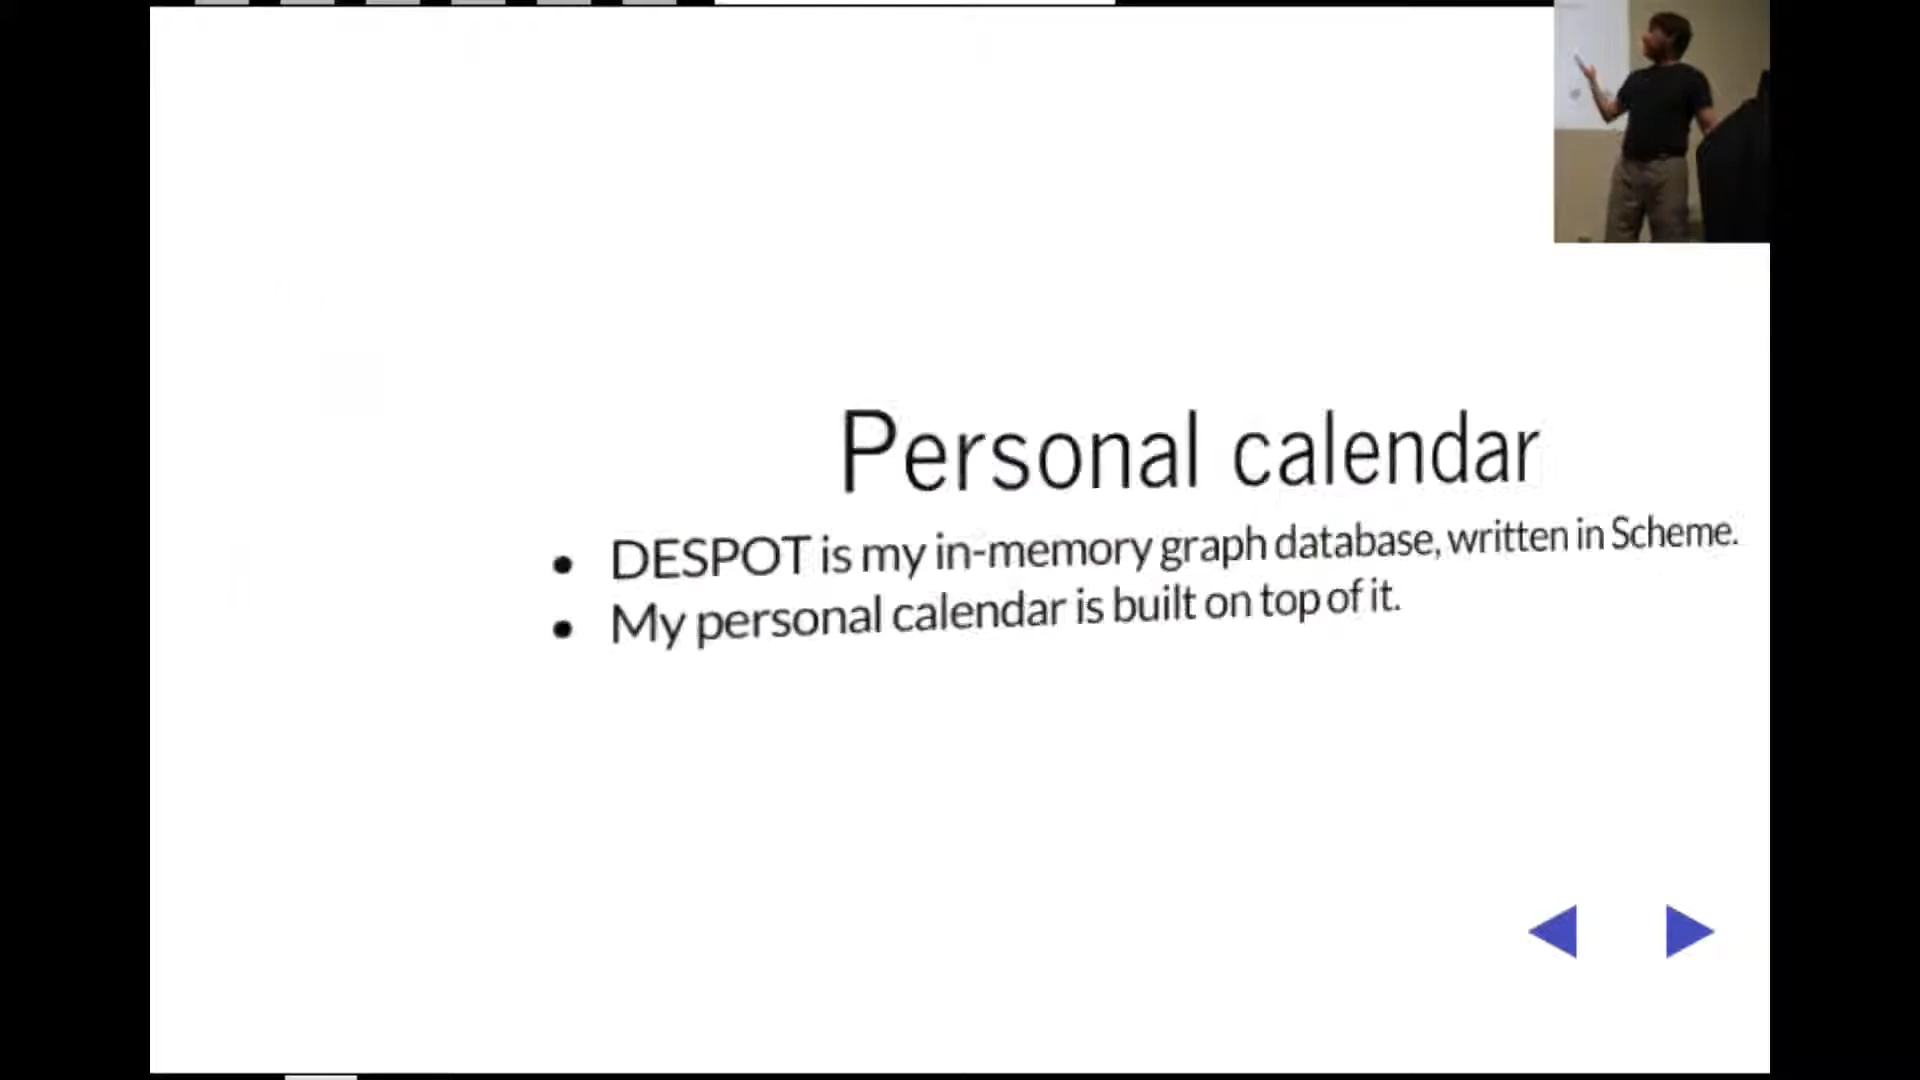 Personal calendar
DESPOT is my in-memory graph database, written in Scheme.
My personal calendar is built on top of it.